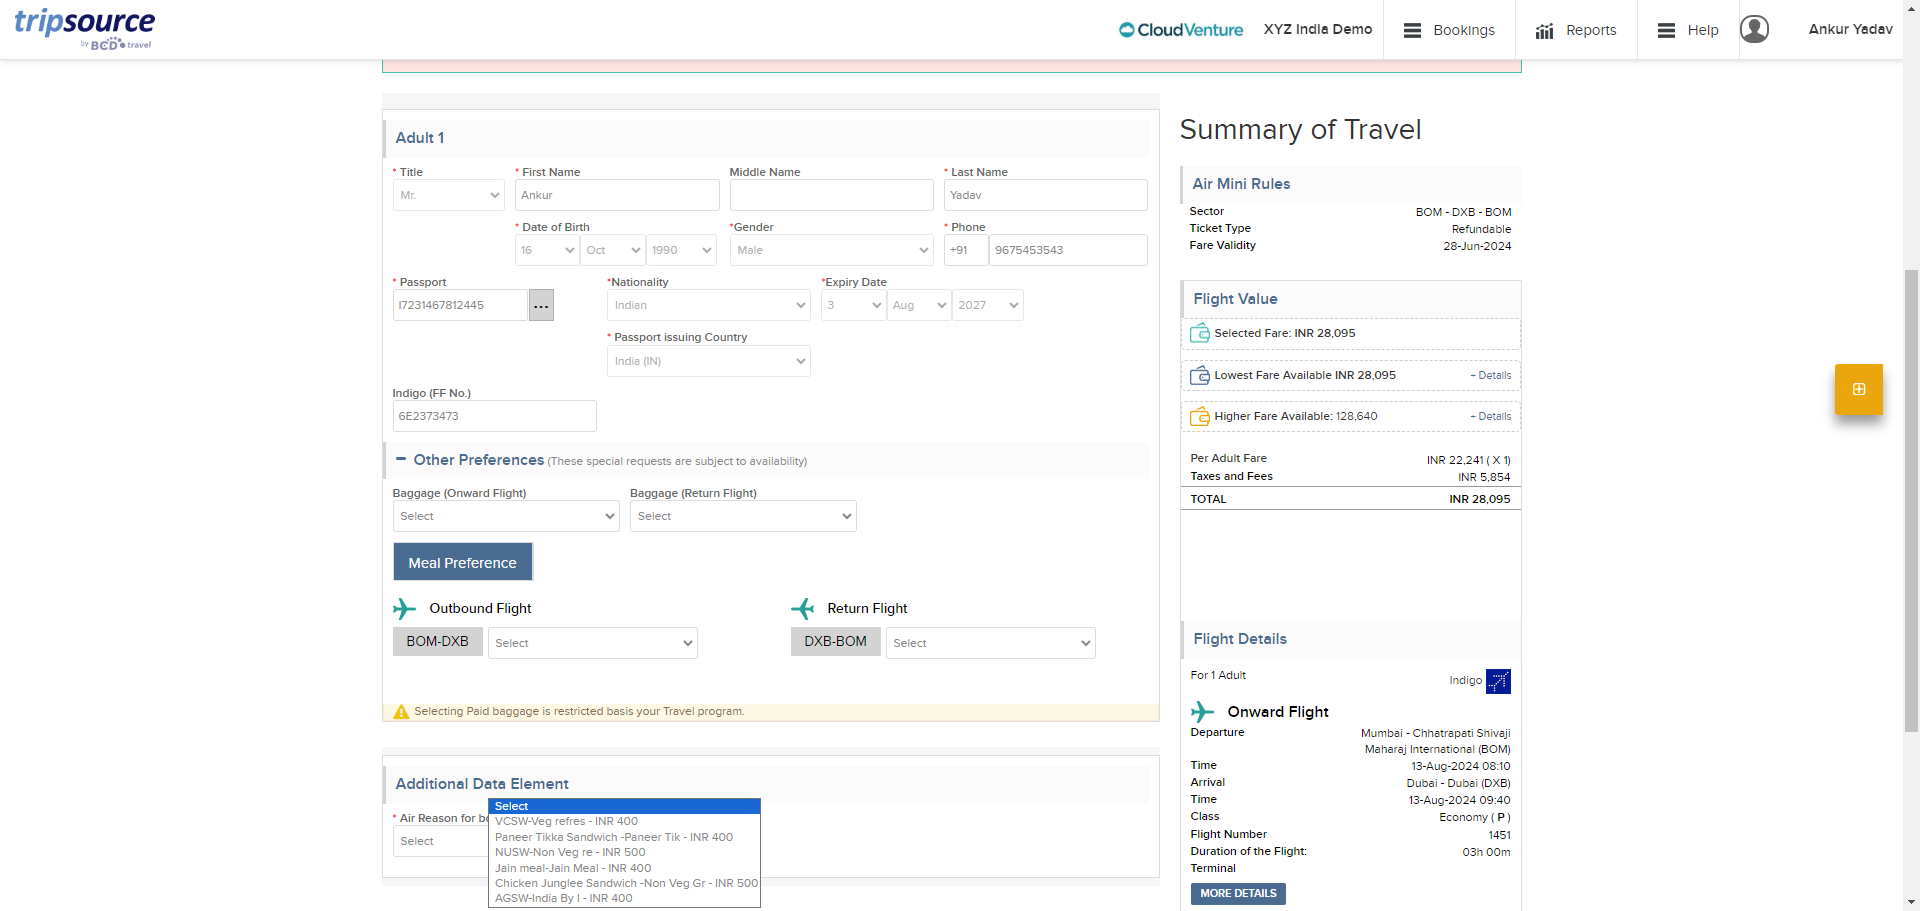 tripsource
by BCD travel
CloudVenture
XYZ India Demo
Bookings
Reports
Help
Ankur Yadav
Adult 1
* Title
* First Name
Middle Name
* Last Name
Mr.
Ankur
Yadav
* Date of Birth
*Gender
* Phone
16
Oct
1990
Male
+91
9675453543
* Passport
*Nationality
*Expiry Date
I7231467812445
...
Indian
3
Aug
2027
* Passport issuing Country
India (IN)
Indigo (FF No.)
6E2373473
Other Preferences (These special requests are subject to availability)
Baggage (Onward Flight)
Baggage (Return Flight)
Select
Select
Meal Preference
Outbound Flight
Return Flight
BOM-DXB
Select
DXB-BOM
Select
Selecting Paid baggage is restricted basis your Travel program.
Additional Data Element
* Air Reason for bo
Select
Select
VCSW-Veg refres - INR 400
Paneer Tikka Sandwich -Paneer Tik - INR 400
NUSW-Non Veg re - INR 500
Jain meal-Jain Meal - INR 400
Chicken Junglee Sandwich -Non Veg Gr - INR 500
AGSW-India By I - INR 400
Summary of Travel
Air Mini Rules
Sector BOM - DXB - BOM
Ticket Type Refundable
Fare Validity 28-Jun-2024
Flight Value
Selected Fare: INR 28,095
Lowest Fare Available INR 28,095 + Details
Higher Fare Available: 128,640 + Details
Per Adult Fare INR 22,241 ( X 1)
Taxes and Fees INR 5,854
TOTAL INR 28,095
Flight Details
For 1 Adult Indigo
Onward Flight
Departure Mumbai - Chhatrapati Shivaji
Maharaj International (BOM)
Time 13-Aug-2024 08:10
Arrival Dubai - Dubai (DXB)
Time 13-Aug-2024 09:40
Class Economy ( P )
Flight Number 1451
Duration of the Flight: 03h 00m
Terminal
MORE DETAILS